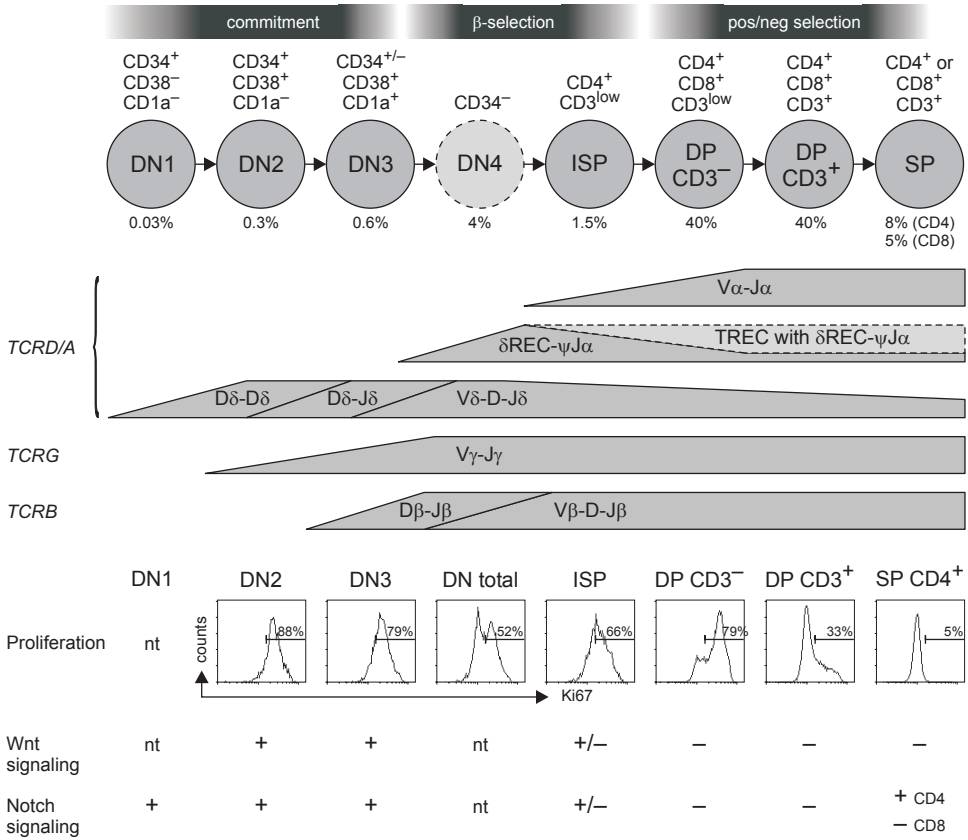 commitment β-selection pos/neg selection
CD34+ CD34+ CD34+/– CD4+ CD4+ CD4+ or
CD38– CD38+ CD38+ CD4+ CD8+ CD8+ CD8+
CD1a– CD1a– CD1a+ CD34– CD3low CD3low CD3+ CD3+
DN1 DN2 DN3 DN4 ISP DP CD3– DP CD3+ SP
0.03% 0.3% 0.6% 4% 1.5% 40% 40% 8% (CD4)
5% (CD8)
Vα-Jα
TCRD/A δREC-ψJα TREC with δREC-ψJα
Dδ-Dδ Dδ-Jδ Vδ-D-Jδ
TCRG Vγ-Jγ
TCRB Dβ-Jβ Vβ-D-Jβ
DN1 DN2 DN3 DN total ISP DP CD3– DP CD3+ SP CD4+
Proliferation nt counts 88% 79% 52% 66% 79% 33% 5%
Ki67
Wnt
signaling nt + + nt +/– – – –
Notch
signaling + + + nt +/– – – + CD4
– CD8